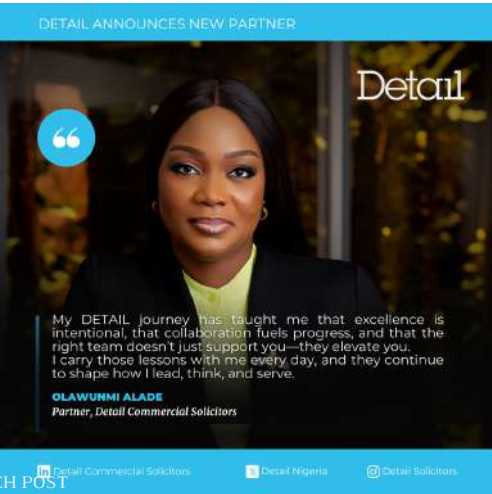 DETAIL ANNOUNCES NEW PARTNER
Detail
My DETAIL journey has taught me that excellence is
intentional, that collaboration fuels progress, and that the
right team doesn't just support you—they elevate you.
I carry those lessons with me every day, and they continue
to shape how I lead, think, and serve.
OLAWUNMI ALADE
Partner, Detail Commercial Solicitors
Detail Commercial Solicitors
Detail Nigeria
Detail Solicitors
CH POST